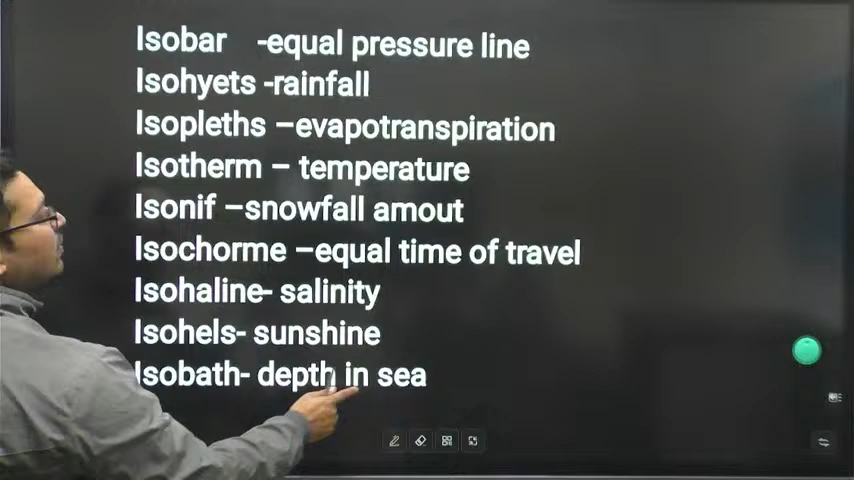 Isobar -equal pressure line
Isohyets -rainfall
Isopleths –evapotranspiration
Isotherm – temperature
Isonif –snowfall amout
Isochorme –equal time of travel
Isohaline- salinity
Isohels- sunshine
Isobath- depth in sea